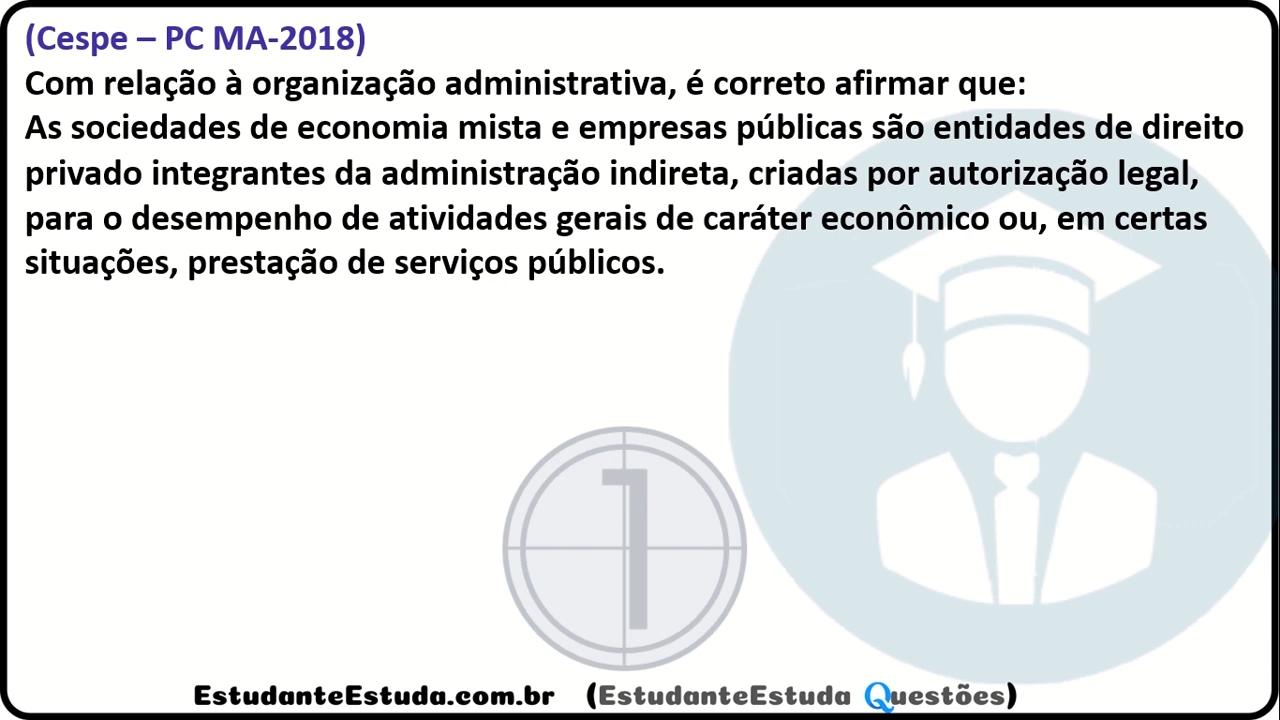 (Cespe – PC MA-2018)
Com relação à organização administrativa, é correto afirmar que:
As sociedades de economia mista e empresas públicas são entidades de direito
privado integrantes da administração indireta, criadas por autorização legal,
para o desempenho de atividades gerais de caráter econômico ou, em certas
situações, prestação de serviços públicos.
1
EstudanteEstuda.com.br (EstudanteEstuda Questões)